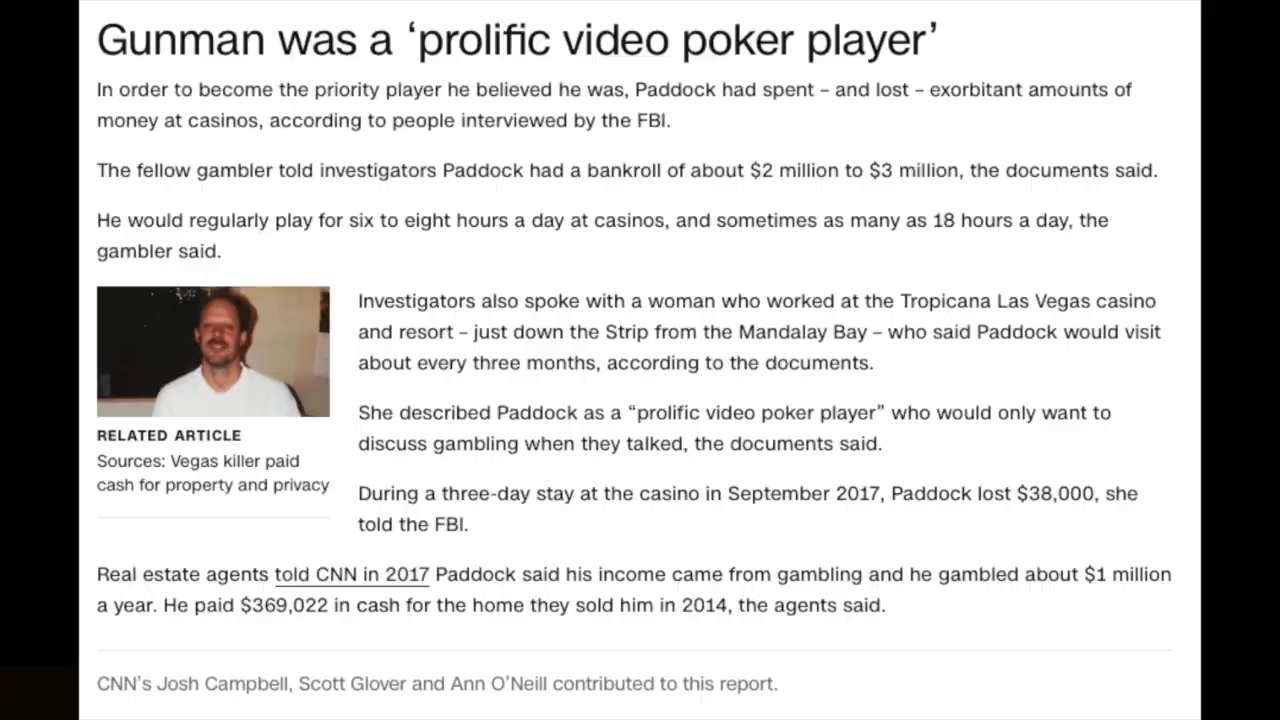 Gunman was a ‘prolific video poker player’
In order to become the priority player he believed he was, Paddock had spent – and lost – exorbitant amounts of
money at casinos, according to people interviewed by the FBI.
The fellow gambler told investigators Paddock had a bankroll of about $2 million to $3 million, the documents said.
He would regularly play for six to eight hours a day at casinos, and sometimes as many as 18 hours a day, the
gambler said.
Investigators also spoke with a woman who worked at the Tropicana Las Vegas casino
and resort – just down the Strip from the Mandalay Bay – who said Paddock would visit
about every three months, according to the documents.
She described Paddock as a “prolific video poker player” who would only want to
discuss gambling when they talked, the documents said.
During a three-day stay at the casino in September 2017, Paddock lost $38,000, she
told the FBI.
RELATED ARTICLE
Sources: Vegas killer paid
cash for property and privacy
Real estate agents told CNN in 2017 Paddock said his income came from gambling and he gambled about $1 million
a year. He paid $369,022 in cash for the home they sold him in 2014, the agents said.
CNN’s Josh Campbell, Scott Glover and Ann O’Neill contributed to this report.